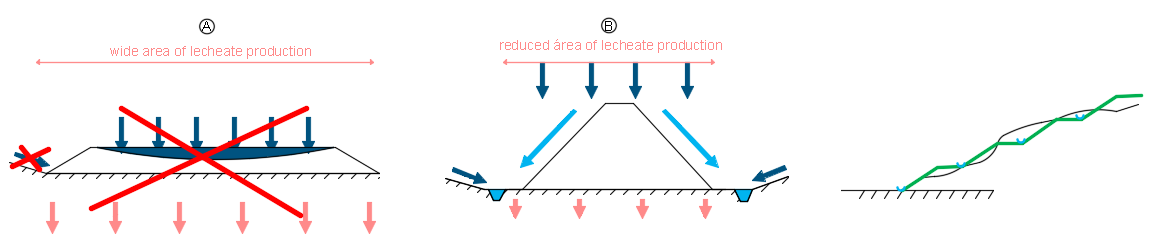 A
wide area of lecheate production
B
reduced área of lecheate production